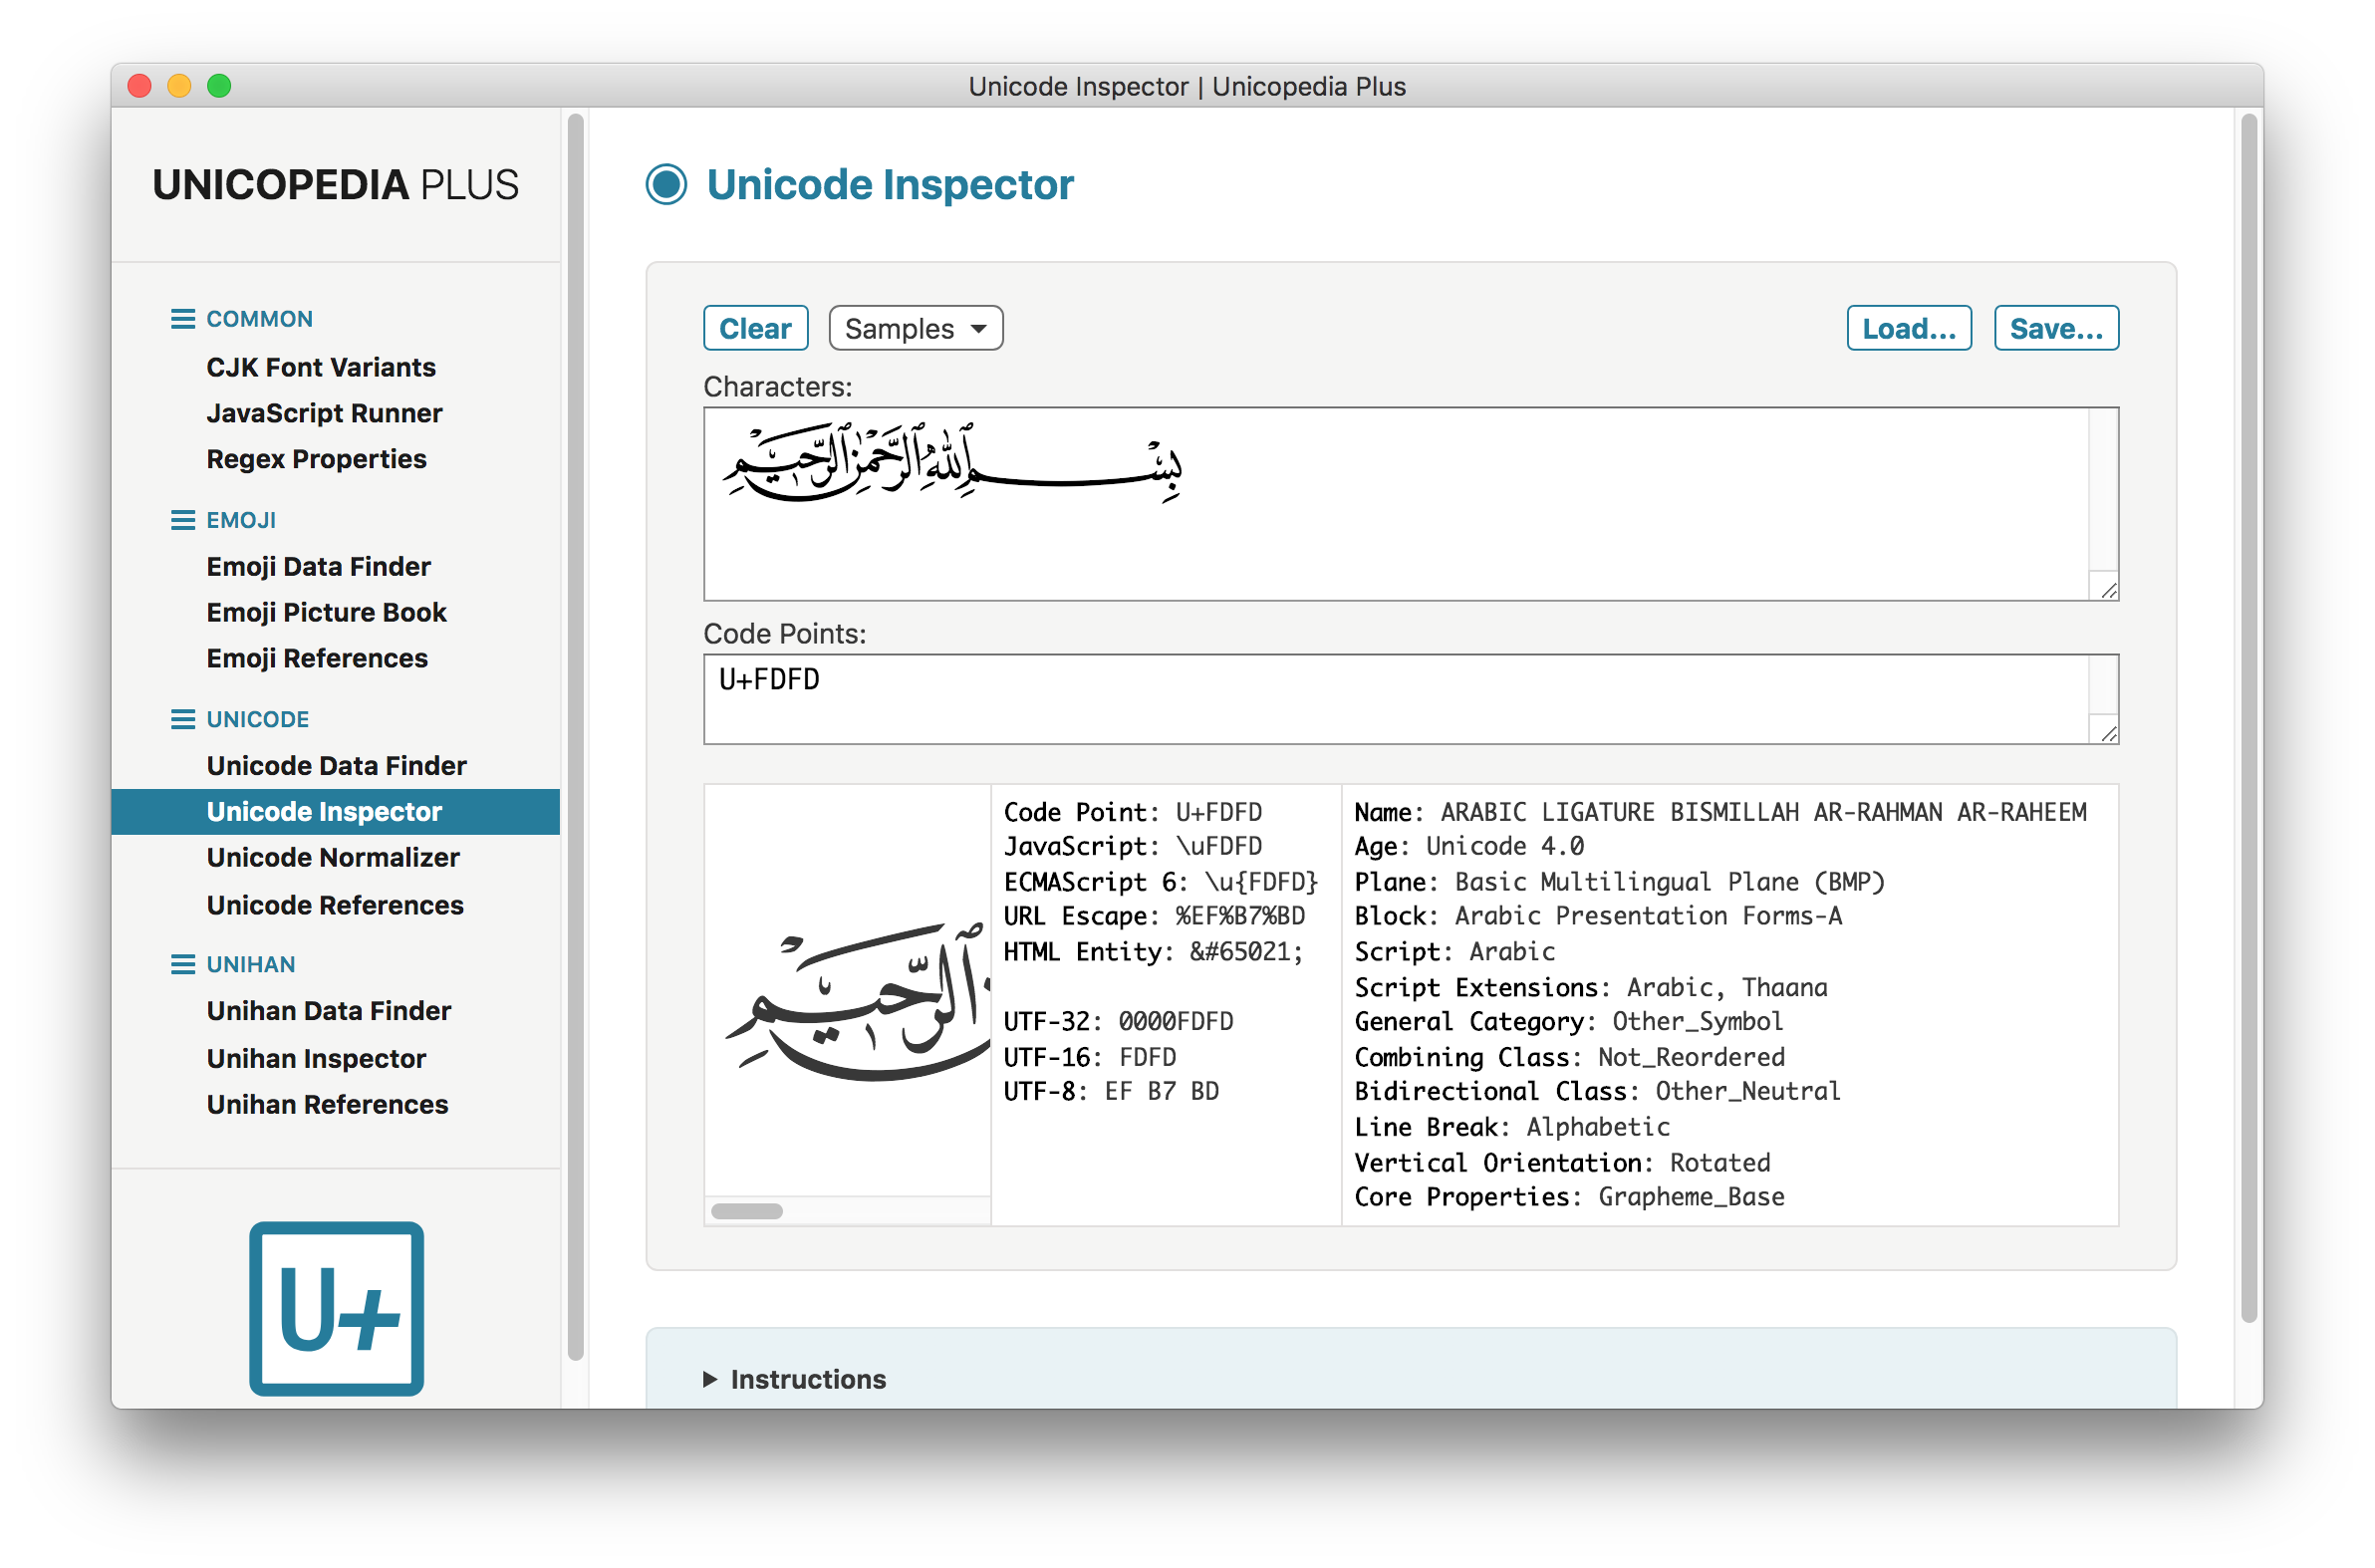 Unicode Inspector | Unicopedia Plus
UNICOPEDIA PLUS
COMMON
CJK Font Variants
JavaScript Runner
Regex Properties
EMOJI
Emoji Data Finder
Emoji Picture Book
Emoji References
UNICODE
Unicode Data Finder
Unicode Inspector
Unicode Normalizer
Unicode References
UNIHAN
Unihan Data Finder
Unihan Inspector
Unihan References
U+
Unicode Inspector
Clear
Samples
Load...
Save...
Characters:
﷽
Code Points:
U+FDFD
﷽
Code Point: U+FDFD
JavaScript: \uFDFD
ECMAScript 6: \u{FDFD}
URL Escape: %EF%B7%BD
HTML Entity: &#65021;
UTF-32: 0000FDFD
UTF-16: FDFD
UTF-8: EF B7 BD
Name: ARABIC LIGATURE BISMILLAH AR-RAHMAN AR-RAHEEM
Age: Unicode 4.0
Plane: Basic Multilingual Plane (BMP)
Block: Arabic Presentation Forms-A
Script: Arabic
Script Extensions: Arabic, Thaana
General Category: Other_Symbol
Combining Class: Not_Reordered
Bidirectional Class: Other_Neutral
Line Break: Alphabetic
Vertical Orientation: Rotated
Core Properties: Grapheme_Base
Instructions